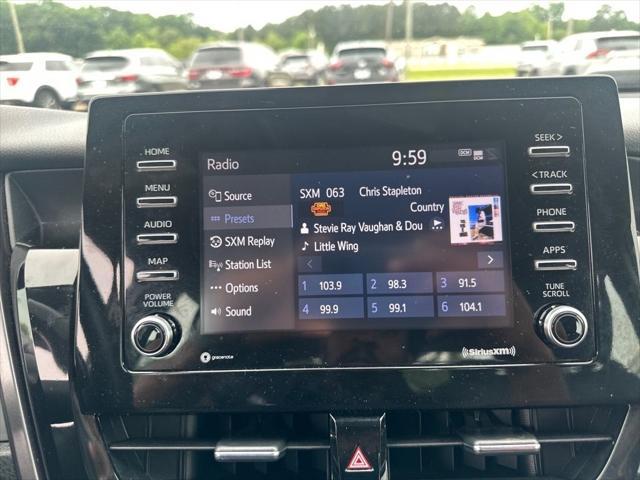 HOME
MENU
AUDIO
MAP
POWER
VOLUME
SEEK >
< TRACK
PHONE
APPS
TUNE
SCROLL
Radio
9:59
DCM
Source
Presets
SXM Replay
Station List
Options
Sound
SXM 063 Chris Stapleton
Country
Stevie Ray Vaughan & Dou
Little Wing
1 103.9
2 98.3
3 91.5
4 99.9
5 99.1
6 104.1
gracenote
SiriusXM